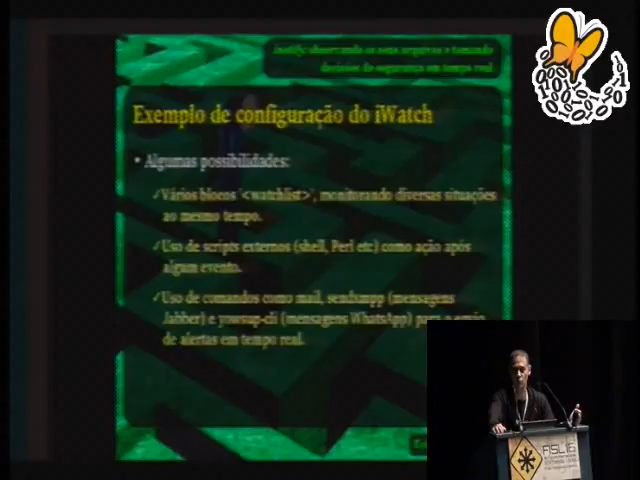 Inotify: observando os seus arquivos e tomando
decisões de segurança em tempo real
Exemplo de configuração do iWatch
• Algumas possibilidades:
✓Vários blocos '<watchlist>', monitorando diversas situações
ao mesmo tempo.
✓Uso de scripts externos (shell, Perl etc) como ação após
algum evento.
✓Uso de comandos como mail, sendxmpp (mensagens
Jabber) e yowsup-cli (mensagens WhatsApp) para o envio
de alertas em tempo real.
FISL16